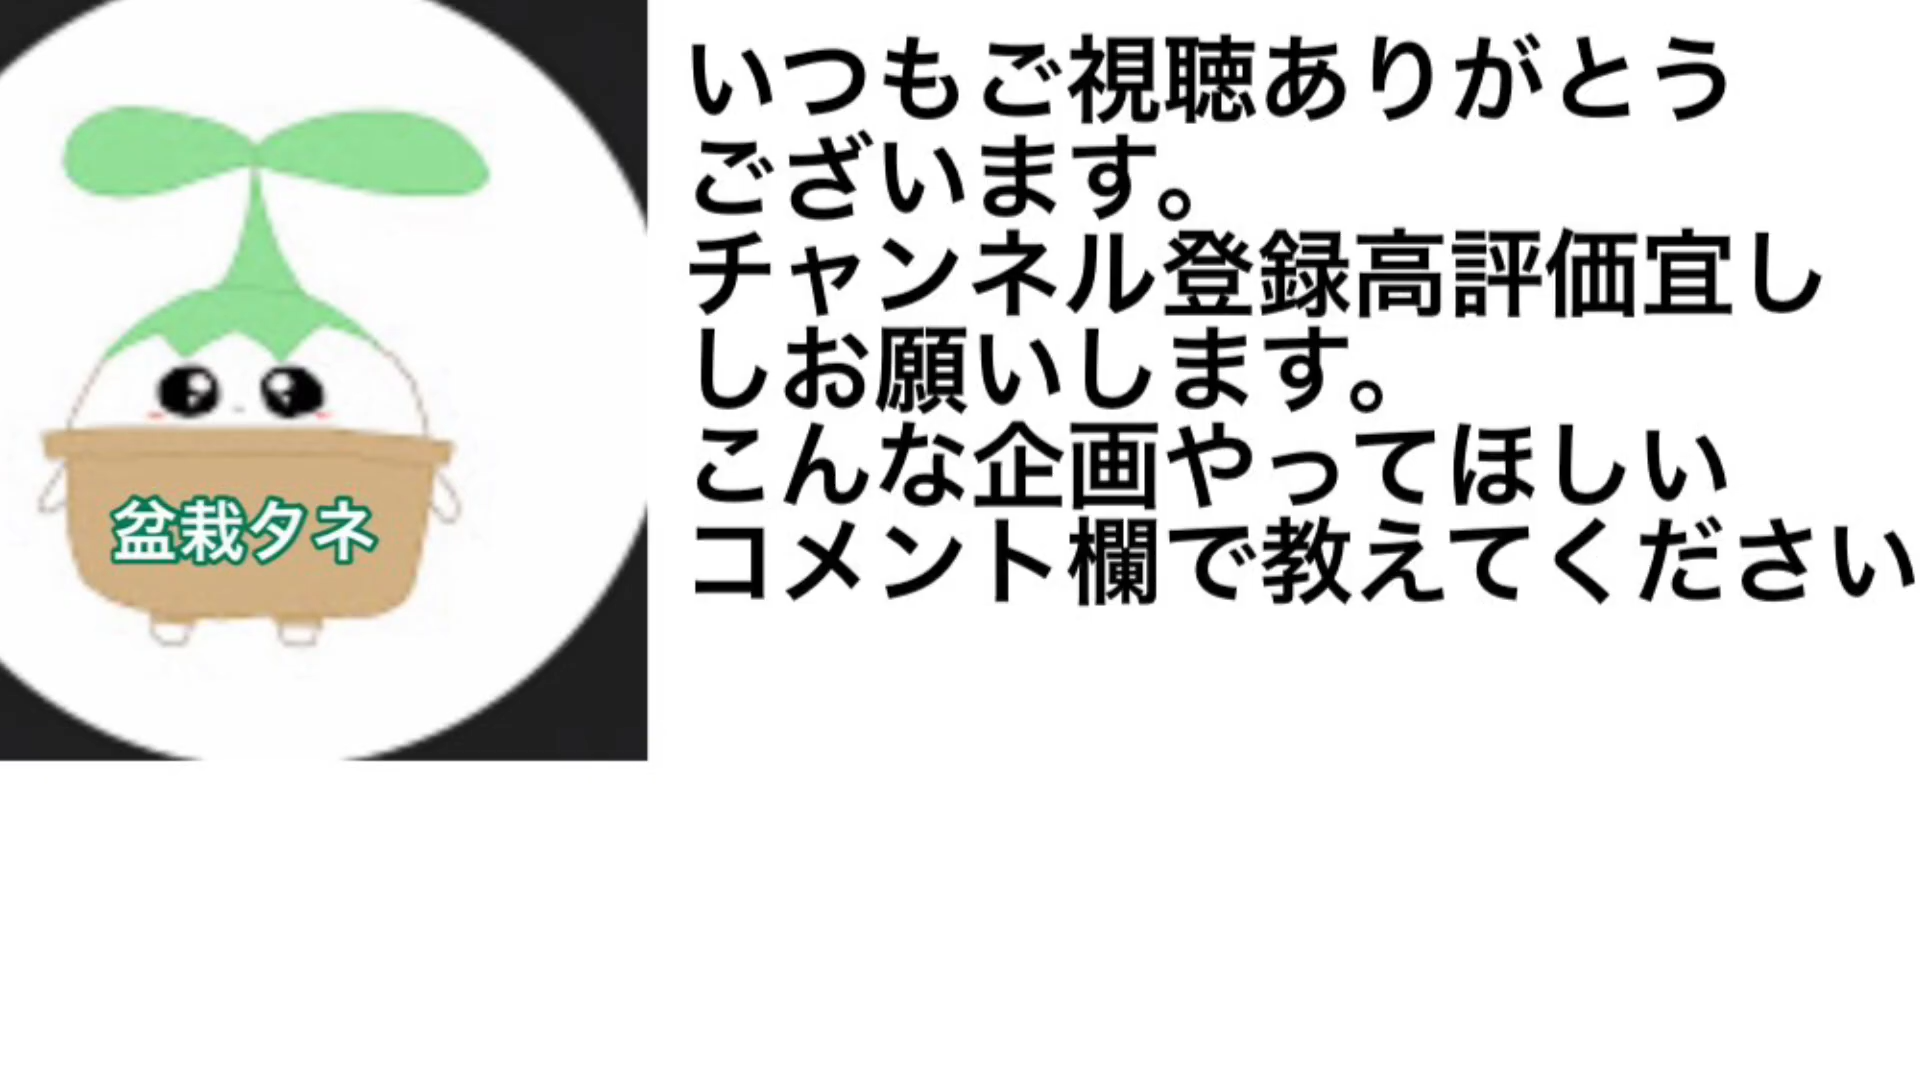 いつもご視聴ありがとう
ございます。
チャンネル登録高評価宜し
しお願いします。
こんな企画やってほしい
コメント欄で教えてください
盆栽タネ